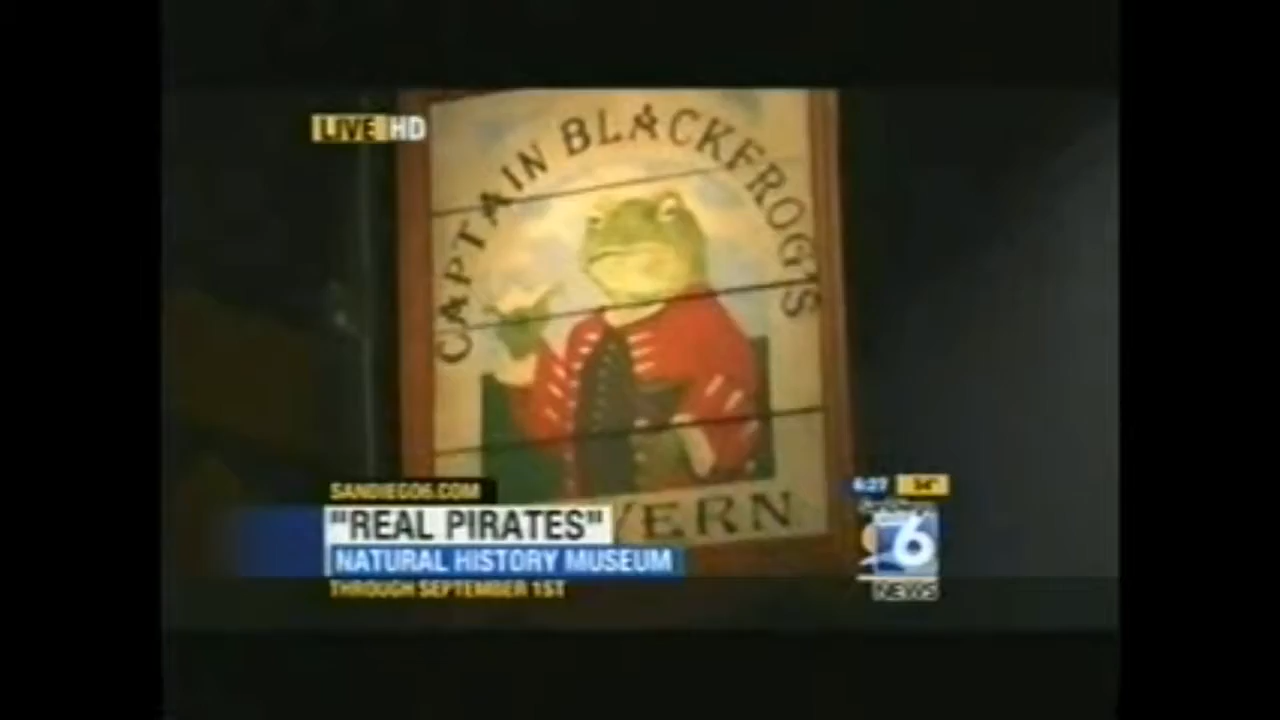 LIVE HD
CAPTAIN BLACKFROG'S
SANDIEGO6.COM
"REAL PIRATES"
VERN
NATURAL HISTORY MUSEUM
THROUGH SEPTEMBER 1ST
6:27
6
NEWS